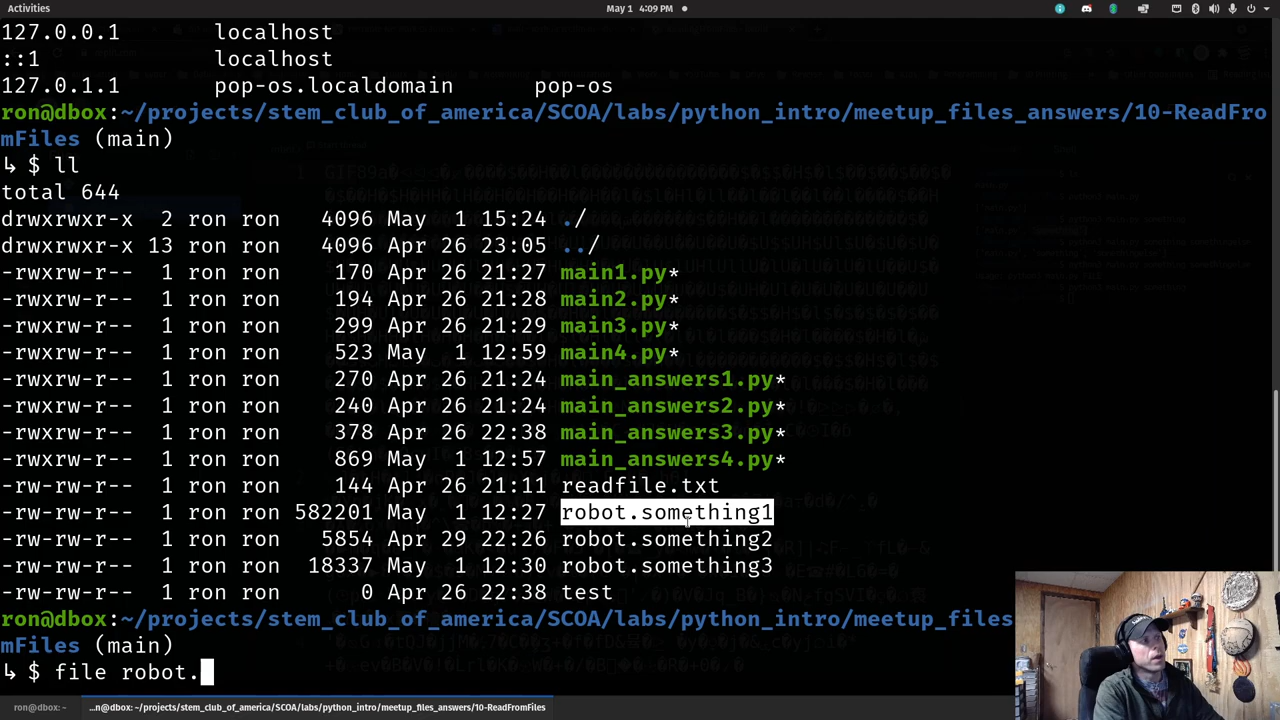 Activities
May 1 4:09 PM
127.0.0.1 localhost
::1 localhost
127.0.1.1 pop-os.localdomain pop-os
ron@dbox:~/projects/stem_club_of_america/SCOA/labs/python_intro/meetup_files_answers/10-ReadFro
mFiles (main)
↳ $ ll
total 644
drwxrwxr-x 2 ron ron 4096 May 1 15:24 ./
drwxrwxr-x 13 ron ron 4096 Apr 26 23:05 ../
-rwxrw-r-- 1 ron ron 170 Apr 26 21:27 main1.py*
-rwxrw-r-- 1 ron ron 194 Apr 26 21:28 main2.py*
-rwxrw-r-- 1 ron ron 299 Apr 26 21:29 main3.py*
-rwxrw-r-- 1 ron ron 523 May 1 12:59 main4.py*
-rwxrw-r-- 1 ron ron 270 Apr 26 21:24 main_answers1.py*
-rwxrw-r-- 1 ron ron 240 Apr 26 21:24 main_answers2.py*
-rwxrw-r-- 1 ron ron 378 Apr 26 22:38 main_answers3.py*
-rwxrw-r-- 1 ron ron 869 May 1 12:57 main_answers4.py*
-rw-rw-r-- 1 ron ron 144 Apr 26 21:11 readfile.txt
-rw-rw-r-- 1 ron ron 582201 May 1 12:27 robot.something1
-rw-rw-r-- 1 ron ron 5854 Apr 29 22:26 robot.something2
-rw-rw-r-- 1 ron ron 18337 May 1 12:30 robot.something3
-rw-rw-r-- 1 ron ron 0 Apr 26 22:38 test
ron@dbox:~/projects/stem_club_of_america/SCOA/labs/python_intro/meetup_files
mFiles (main)
↳ $ file robot.
ron@dbox: ~
...n@dbox: ~/projects/stem_club_of_america/SCOA/labs/python_intro/meetup_files_answers/10-ReadFromFiles